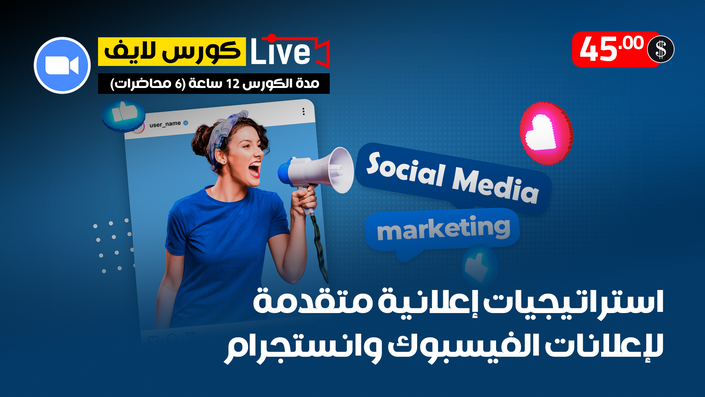 كورس لايف Live
45.00 $
مدة الكورس 12 ساعة (6 محاضرات)
user_name
Social Media
marketing
استراتيجيات إعلانية متقدمة
لإعلانات الفيسبوك وانستجرام